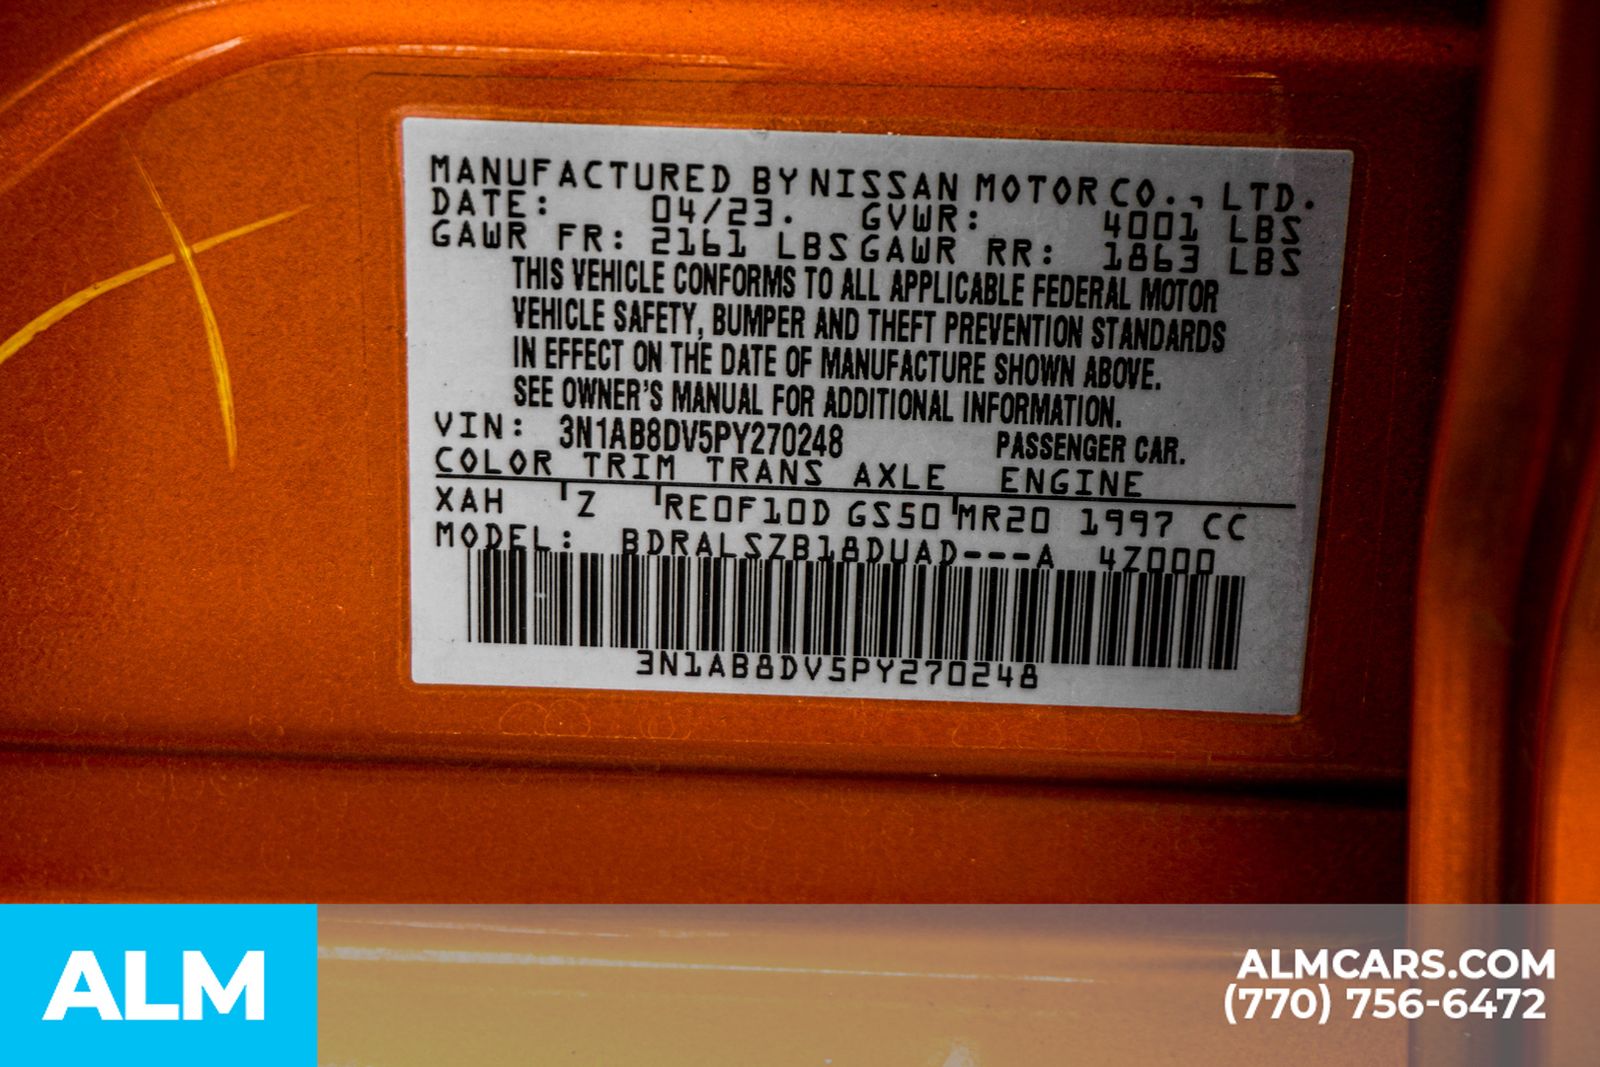 MANUFACTURED BY NISSAN MOTOR CO., LTD.
DATE: 04/23. GVWR: 4001 LBS
GAWR FR: 2161 LBS GAWR RR: 1863 LBS
THIS VEHICLE CONFORMS TO ALL APPLICABLE FEDERAL MOTOR
VEHICLE SAFETY, BUMPER AND THEFT PREVENTION STANDARDS
IN EFFECT ON THE DATE OF MANUFACTURE SHOWN ABOVE.
SEE OWNER'S MANUAL FOR ADDITIONAL INFORMATION.
VIN: 3N1AB8DV5PY270248 PASSENGER CAR.
COLOR TRIM TRANS AXLE ENGINE
XAH Z RE0F10D GS50 MR20 1997 CC
MODEL: BDRALSZB18DUAD---A 4Z000
3N1AB8DV5PY270248
ALM
ALMCARS.COM
(770) 756-6472